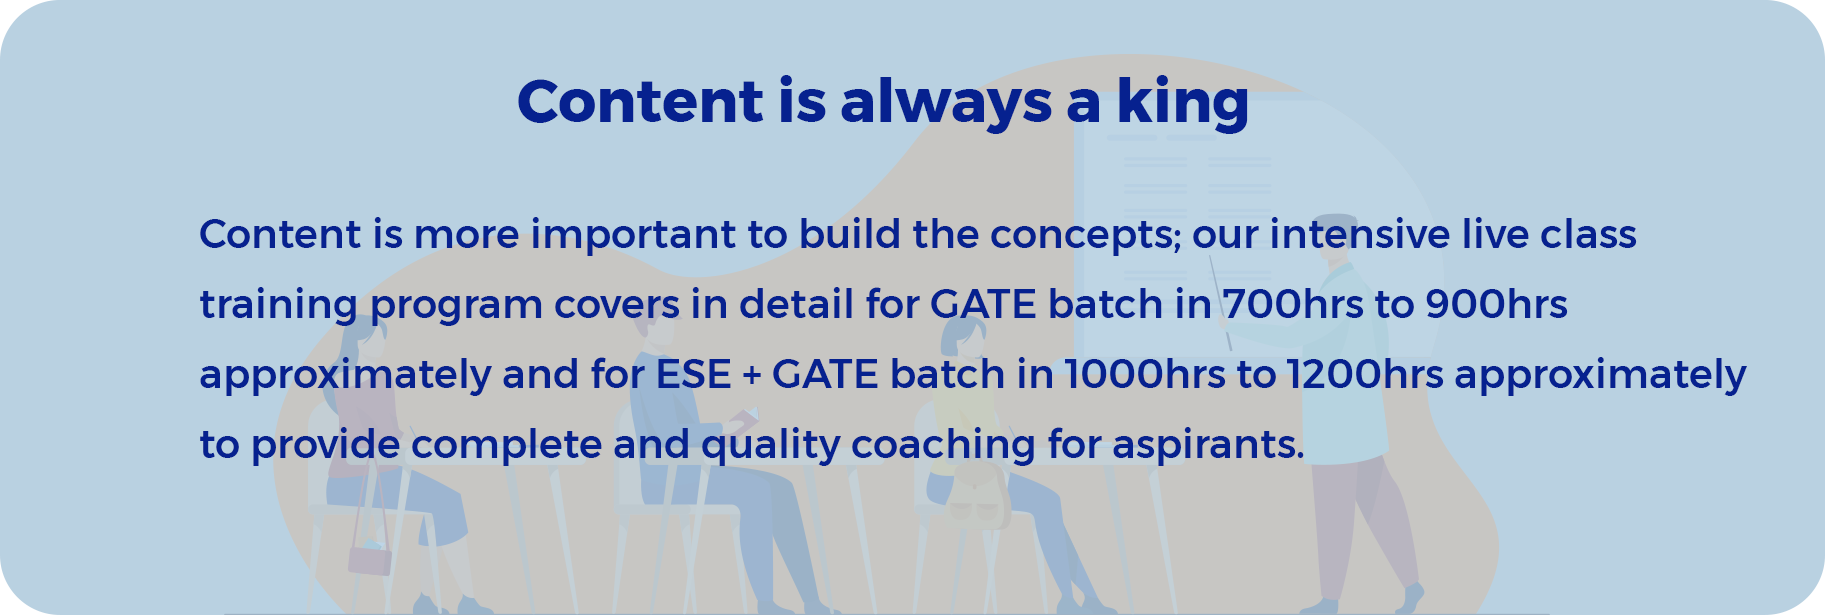 Content is always a king
Content is more important to build the concepts; our intensive live class
training program covers in detail for GATE batch in 700hrs to 900hrs
approximately and for ESE + GATE batch in 1000hrs to 1200hrs approximately
to provide complete and quality coaching for aspirants.